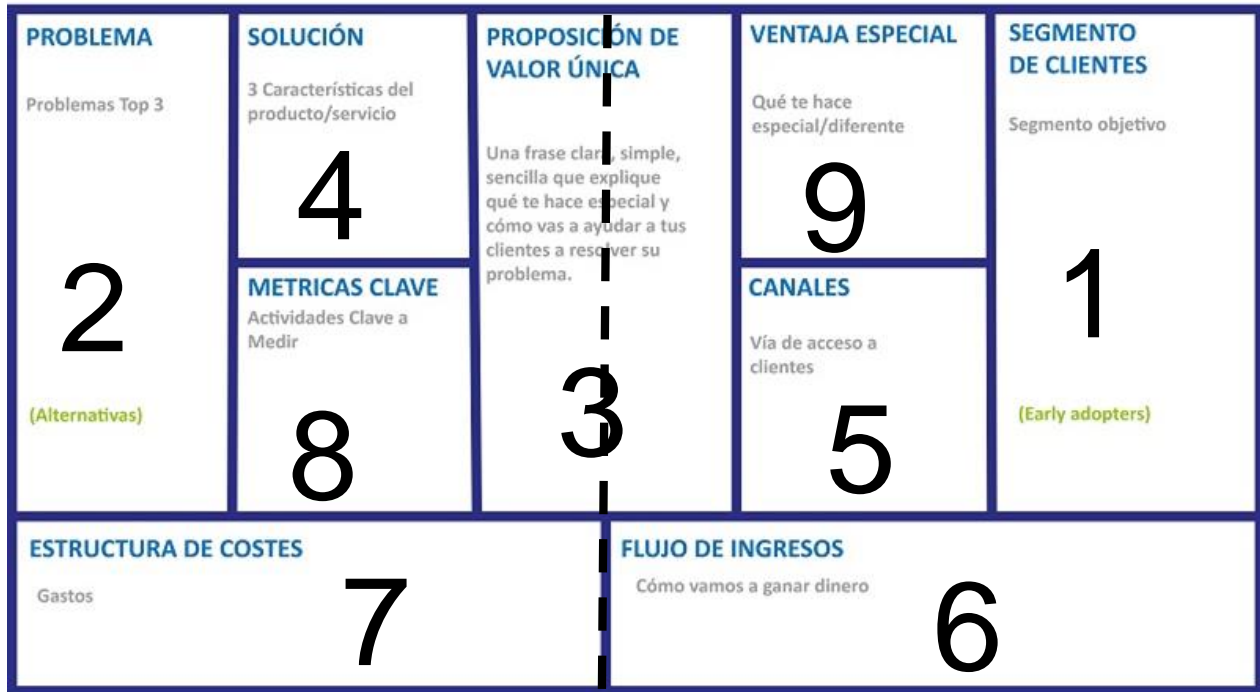 PROBLEMA
Problemas Top 3
2
(Alternativas)
SOLUCIÓN
3 Características del
producto/servicio
4
METRICAS CLAVE
Actividades Clave a
Medir
8
PROPOSICIÓN DE
VALOR ÚNICA
Una frase clara, simple,
sencilla que explique
qué te hace especial y
cómo vas a ayudar a tus
clientes a resolver su
problema.
3
VENTAJA ESPECIAL
Qué te hace
especial/diferente
9
CANALES
Vía de acceso a
clientes
5
SEGMENTO
DE CLIENTES
Segmento objetivo
1
(Early adopters)
ESTRUCTURA DE COSTES
Gastos
7
FLUJO DE INGRESOS
Cómo vamos a ganar dinero
6